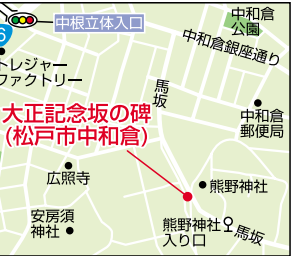 中根立体入口
6
中和倉
公園
中和倉銀座通り
トレジャー
ファクトリー
馬坂
大正記念坂の碑
(松戸市中和倉)
中和倉
郵便局
広照寺
熊野神社
安房須
神社
熊野神社
入り口
馬坂